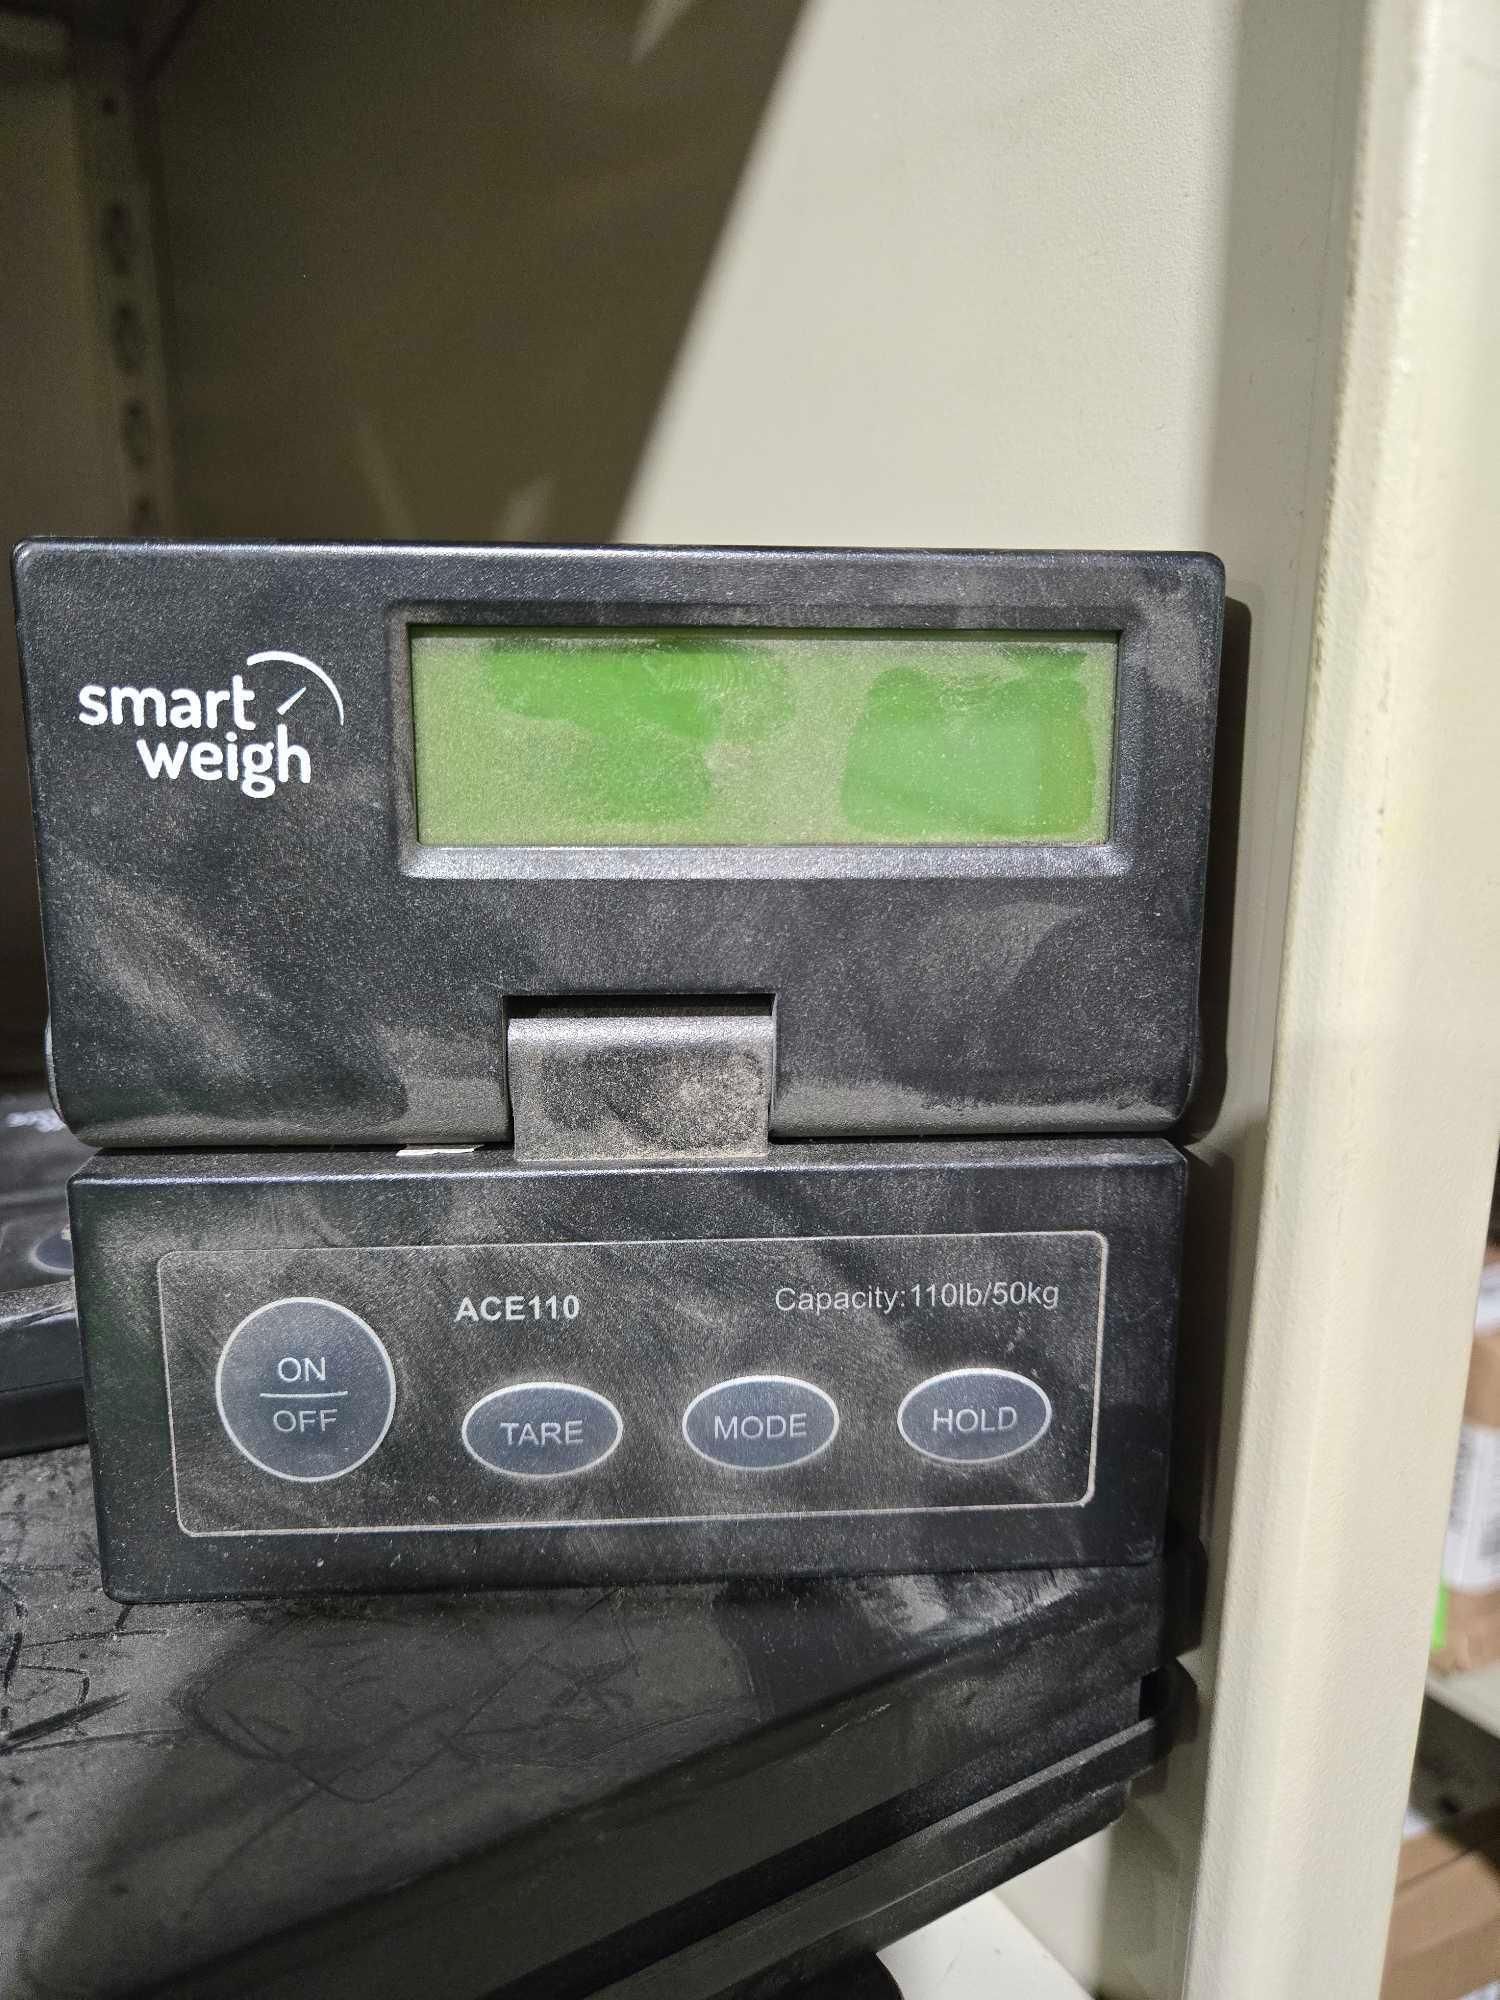 smart
weigh
ACE110
Capacity:110lb/50kg
ON
OFF
TARE
MODE
HOLD